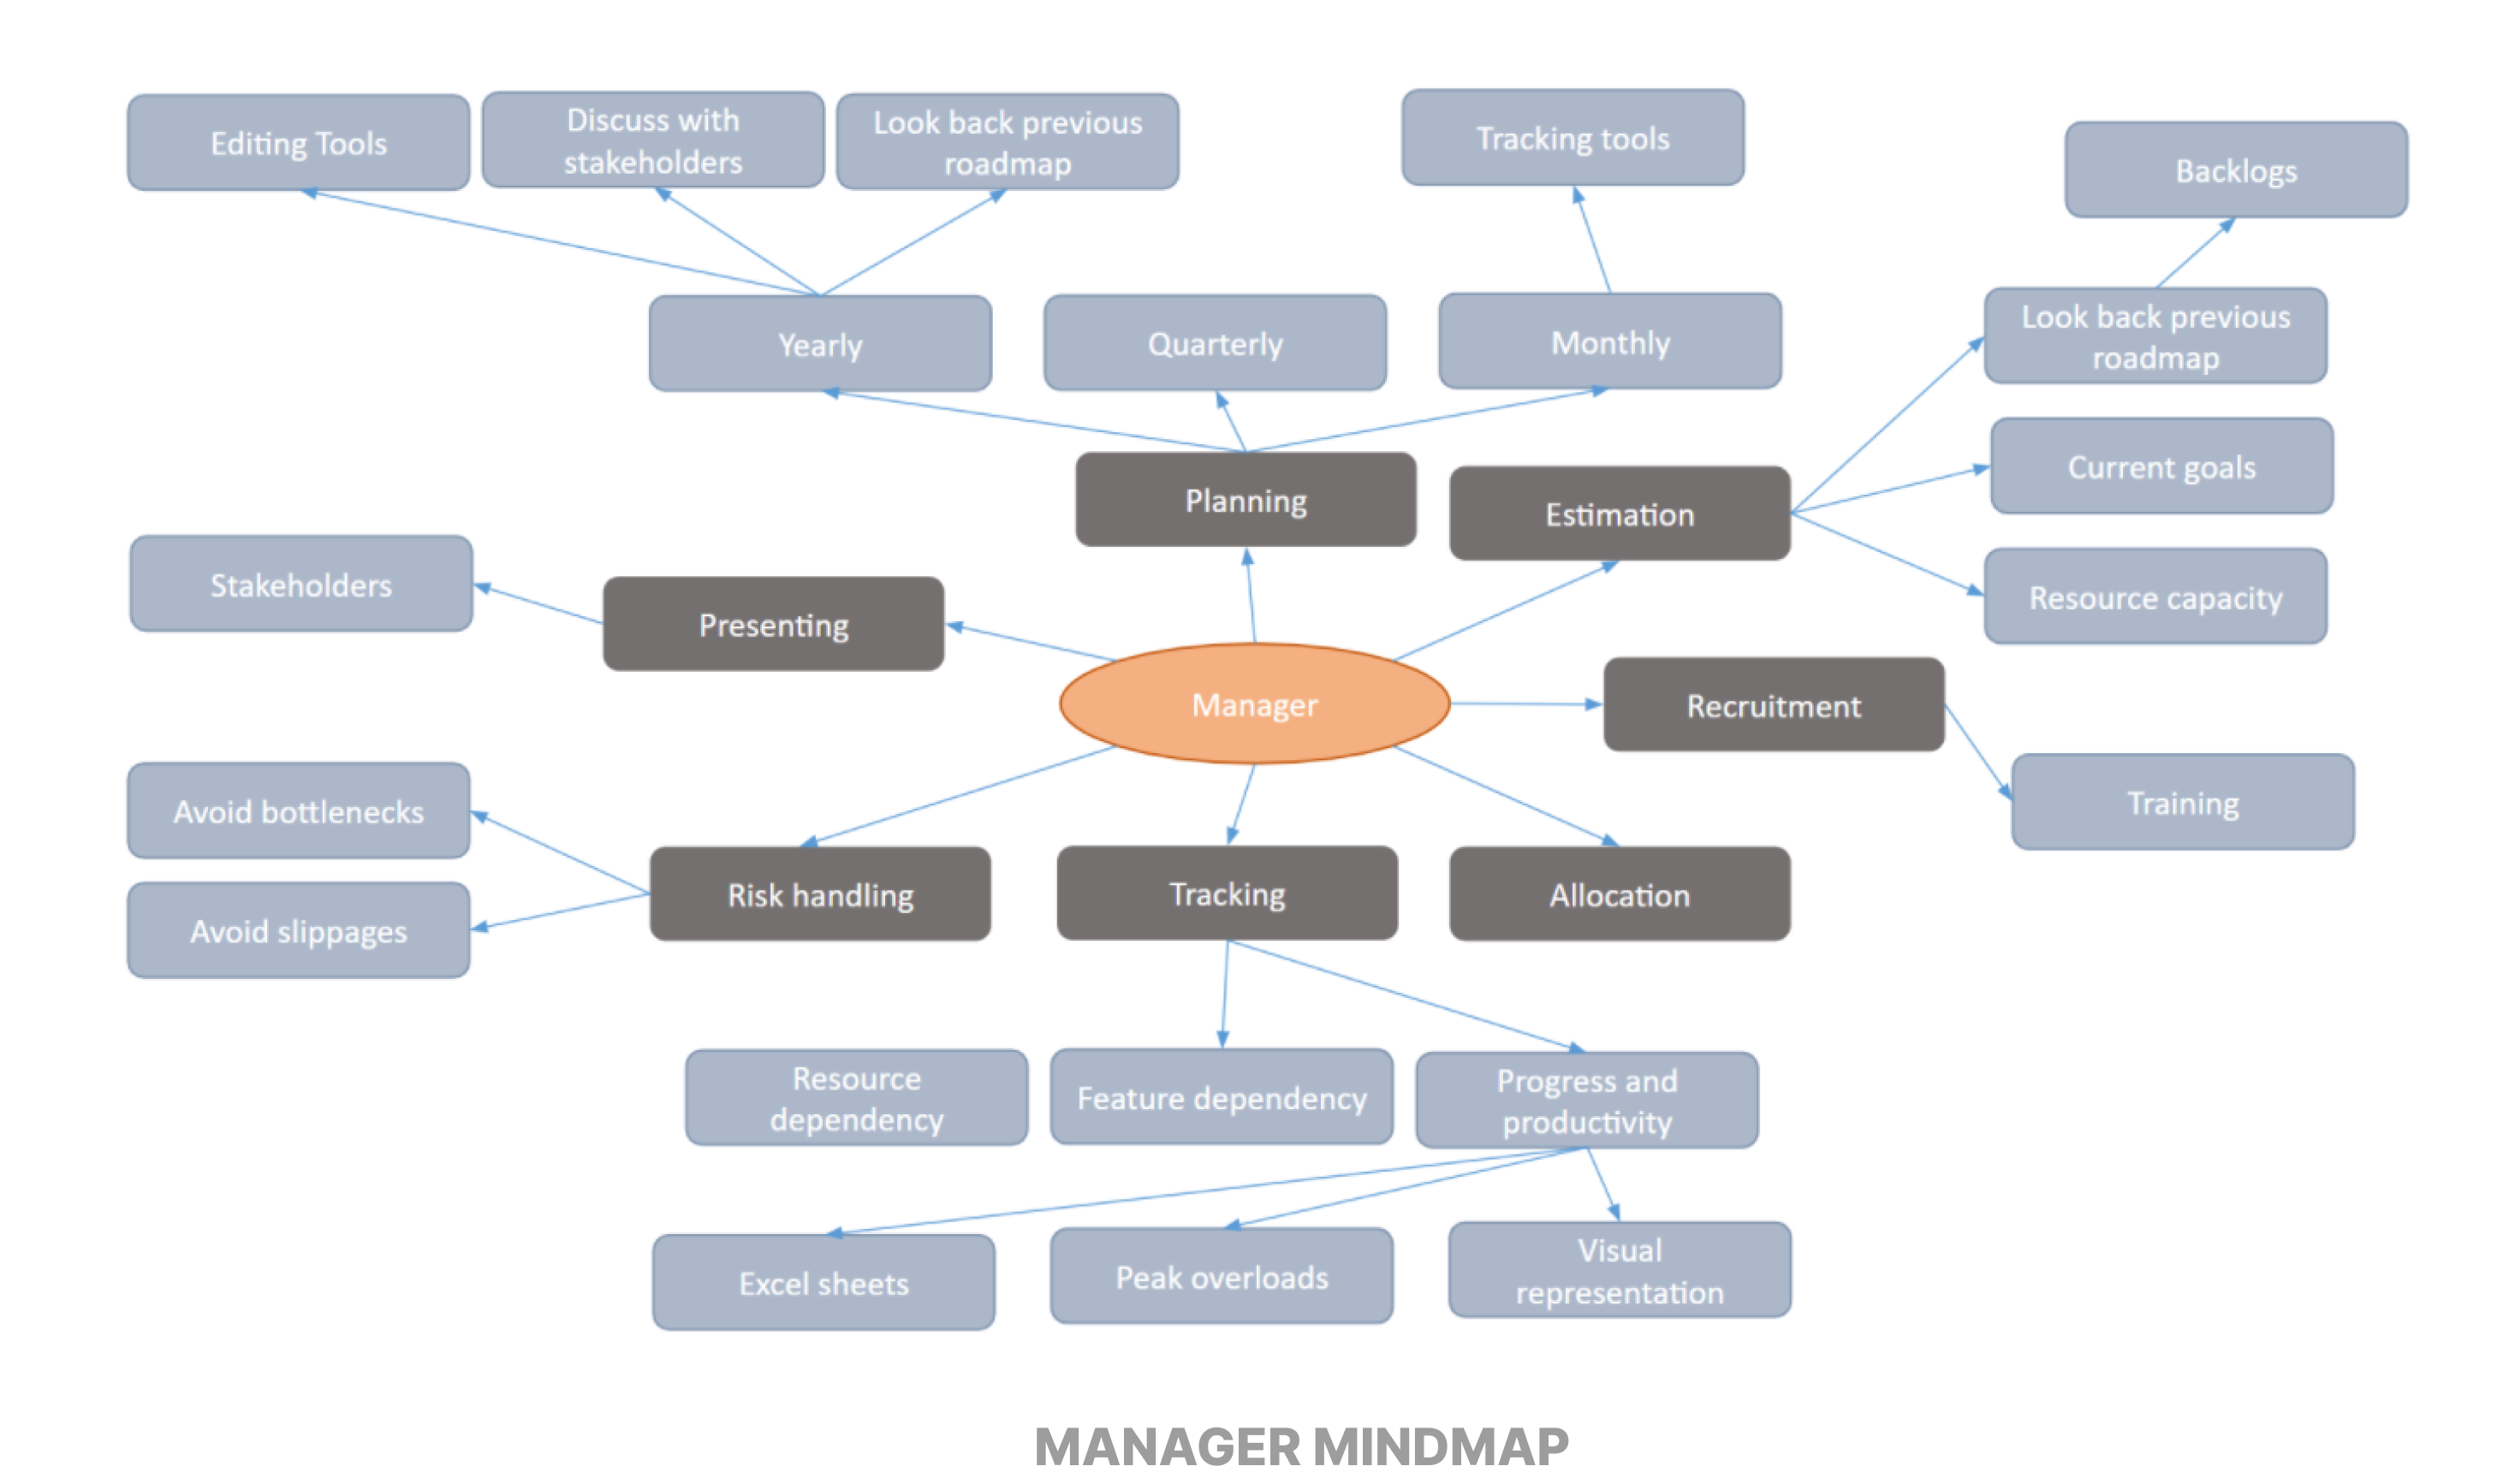 Editing Tools
Discuss with
stakeholders
Look back previous
roadmap
Tracking tools
Backlogs
Yearly
Quarterly
Monthly
Look back previous
roadmap
Planning
Estimation
Current goals
Stakeholders
Presenting
Resource capacity
Manager
Recruitment
Avoid bottlenecks
Training
Risk handling
Tracking
Allocation
Avoid slippages
Resource
dependency
Feature dependency
Progress and
productivity
Excel sheets
Peak overloads
Visual
representation
MANAGER MINDMAP